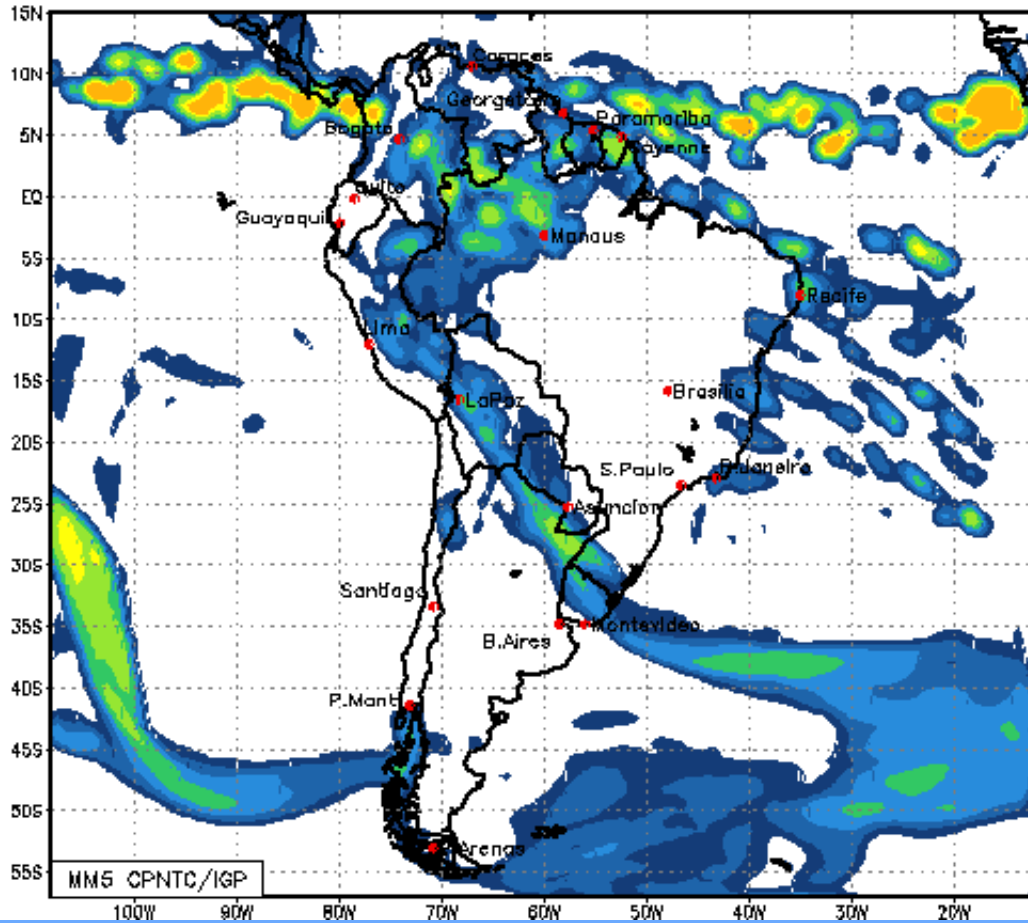 15N
10N
5N
EQ
5S
10S
15S
20S
25S
30S
35S
40S
45S
50S
55S
Caracas
Georgetown
Paramaribo
Bogota
Cayenne
Quito
Guayaquil
Manaus
Recife
Lima
LaPaz
Brasilia
S.Paulo
R.Janeiro
Asuncion
Santiago
B.Aires
Montevideo
P.Mont
Arenas
MM5 CPNTC/IGP
100W
90W
80W
70W
60W
50W
40W
30W
20W